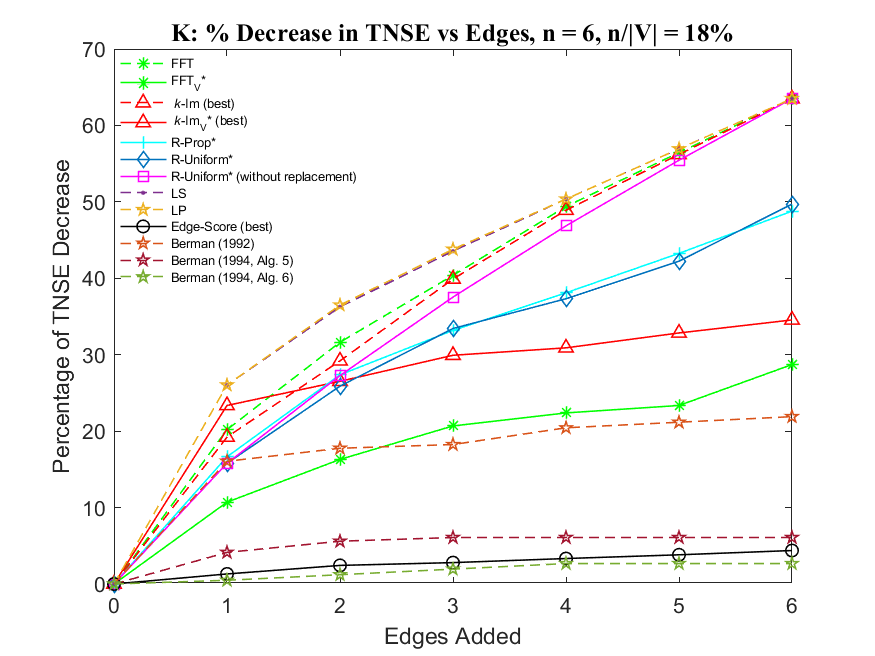 K: % Decrease in TNSE vs Edges, n = 6, n/|V| = 18%
Percentage of TNSE Decrease
70
60
50
40
30
20
10
0
FFT
FFT_V*
k-Im (best)
k-Im_V* (best)
R-Prop*
R-Uniform*
R-Uniform* (without replacement)
LS
LP
Edge-Score (best)
Berman (1992)
Berman (1994, Alg. 5)
Berman (1994, Alg. 6)
0 1 2 3 4 5 6
Edges Added